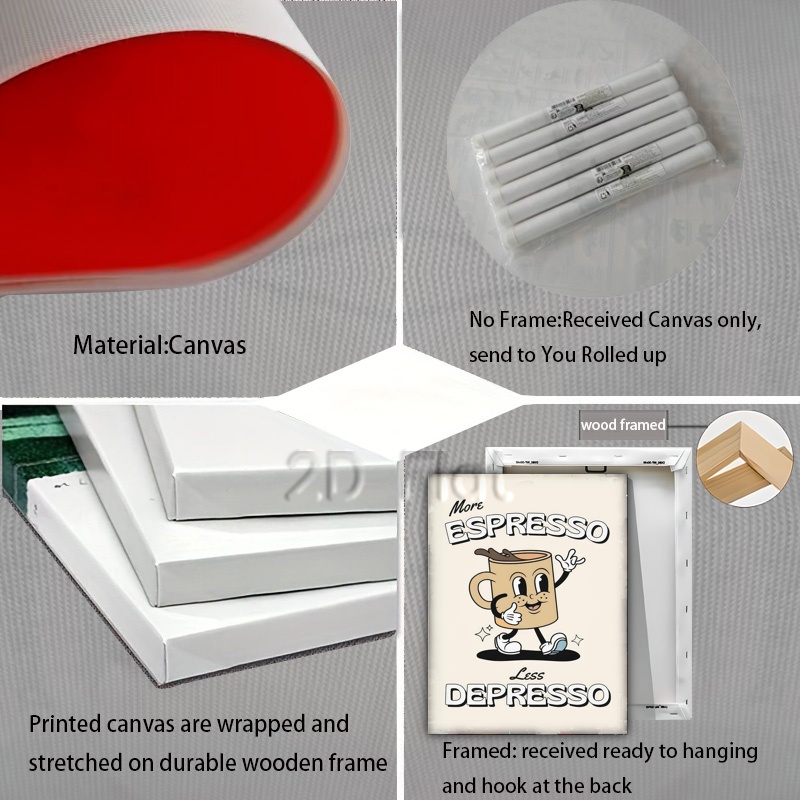 Material:Canvas
No Frame:Received Canvas only,
send to You Rolled up
wood framed
2D Flat
More
ESPRESSO
Less
DEPRESSO
Printed canvas are wrapped and
stretched on durable wooden frame
Framed: received ready to hanging
and hook at the back